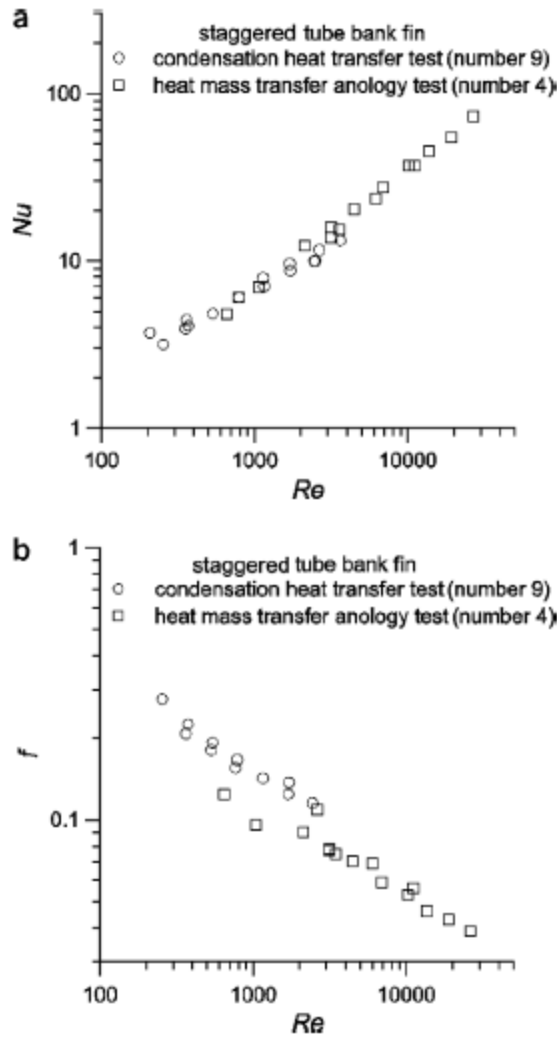 a
staggered tube bank fin
condensation heat transfer test (number 9)
heat mass transfer anology test (number 4)
100
10
1
Nu
100 1000 10000
Re
b
1
staggered tube bank fin
condensation heat transfer test (number 9)
heat mass transfer anology test (number 4)
f
0.1
100 1000 10000
Re